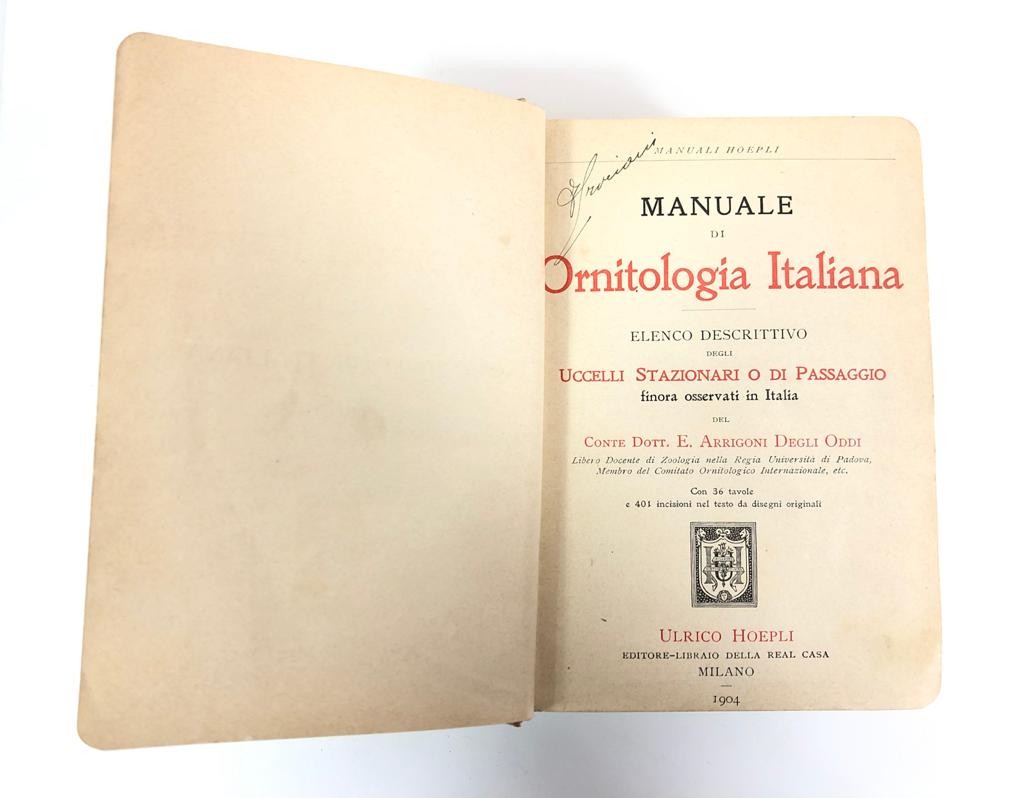 MANUALI HOEPLI
MANUALE
DI
Ornitologia Italiana
ELENCO DESCRITTIVO
DEGLI
UCCELLI STAZIONARI O DI PASSAGGIO
finora osservati in Italia
DEL
CONTE DOTT. E. ARRIGONI DEGLI ODDI
Libero Docente di Zoologia nella Regia Università di Padova,
Membro del Comitato Ornitologico Internazionale, etc.
Con 36 tavole
e 401 incisioni nel testo da disegni originali
ULRICO HOEPLI
EDITORE-LIBRAIO DELLA REAL CASA
MILANO
1904